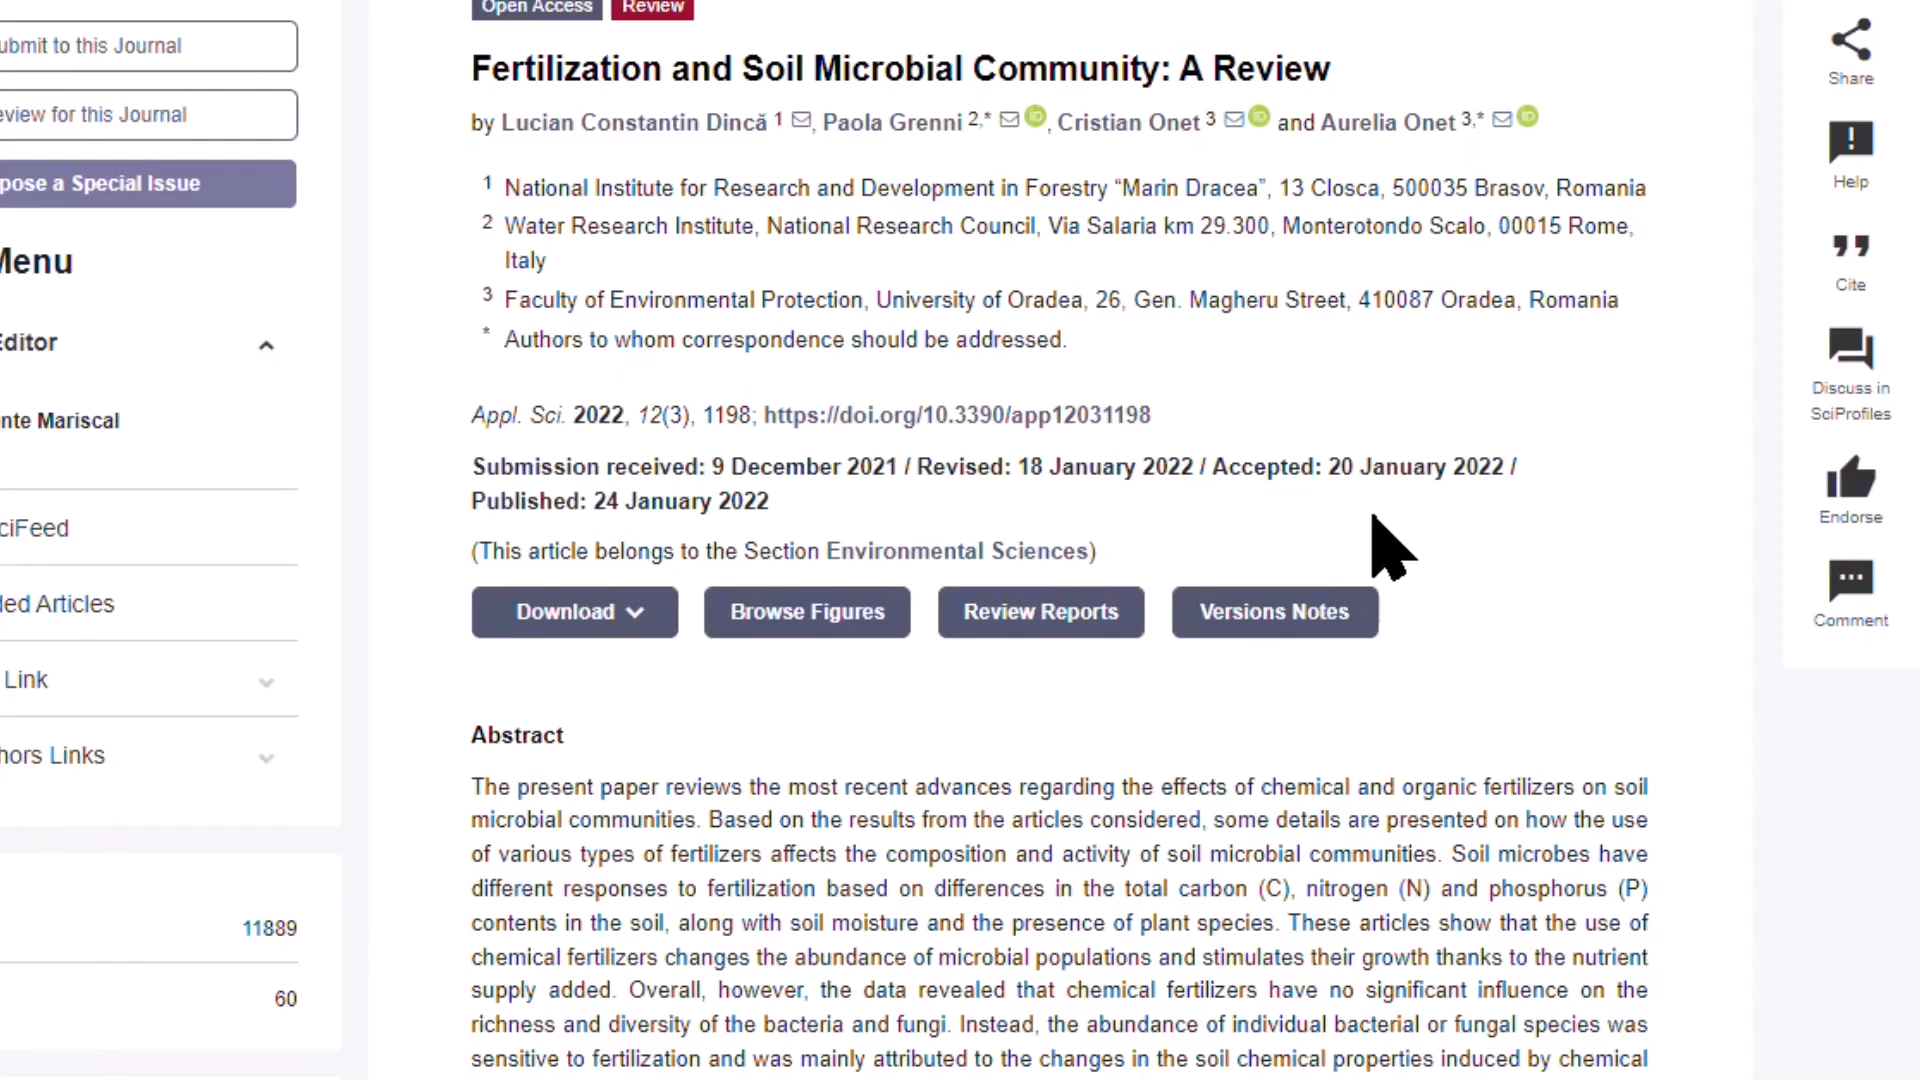 Open Access Review
ubmit to this Journal
eview for this Journal
pose a Special Issue
Menu
Editor
nte Mariscal
ciFeed
ded Articles
Link
hors Links
11889
60
Fertilization and Soil Microbial Community: A Review
by Lucian Constantin Dincă 1, Paola Grenni 2,*, Cristian Onet 3 and Aurelia Onet 3,*
1 National Institute for Research and Development in Forestry “Marin Dracea”, 13 Closca, 500035 Brasov, Romania
2 Water Research Institute, National Research Council, Via Salaria km 29.300, Monterotondo Scalo, 00015 Rome,
Italy
3 Faculty of Environmental Protection, University of Oradea, 26, Gen. Magheru Street, 410087 Oradea, Romania
* Authors to whom correspondence should be addressed.
Appl. Sci. 2022, 12(3), 1198; https://doi.org/10.3390/app12031198
Submission received: 9 December 2021 / Revised: 18 January 2022 / Accepted: 20 January 2022 /
Published: 24 January 2022
(This article belongs to the Section Environmental Sciences)
Download Browse Figures Review Reports Versions Notes
Abstract
The present paper reviews the most recent advances regarding the effects of chemical and organic fertilizers on soil
microbial communities. Based on the results from the articles considered, some details are presented on how the use
of various types of fertilizers affects the composition and activity of soil microbial communities. Soil microbes have
different responses to fertilization based on differences in the total carbon (C), nitrogen (N) and phosphorus (P)
contents in the soil, along with soil moisture and the presence of plant species. These articles show that the use of
chemical fertilizers changes the abundance of microbial populations and stimulates their growth thanks to the nutrient
supply added. Overall, however, the data revealed that chemical fertilizers have no significant influence on the
richness and diversity of the bacteria and fungi. Instead, the abundance of individual bacterial or fungal species was
sensitive to fertilization and was mainly attributed to the changes in the soil chemical properties induced by chemical
Share
Help
Cite
Discuss in
SciProfiles
Endorse
Comment